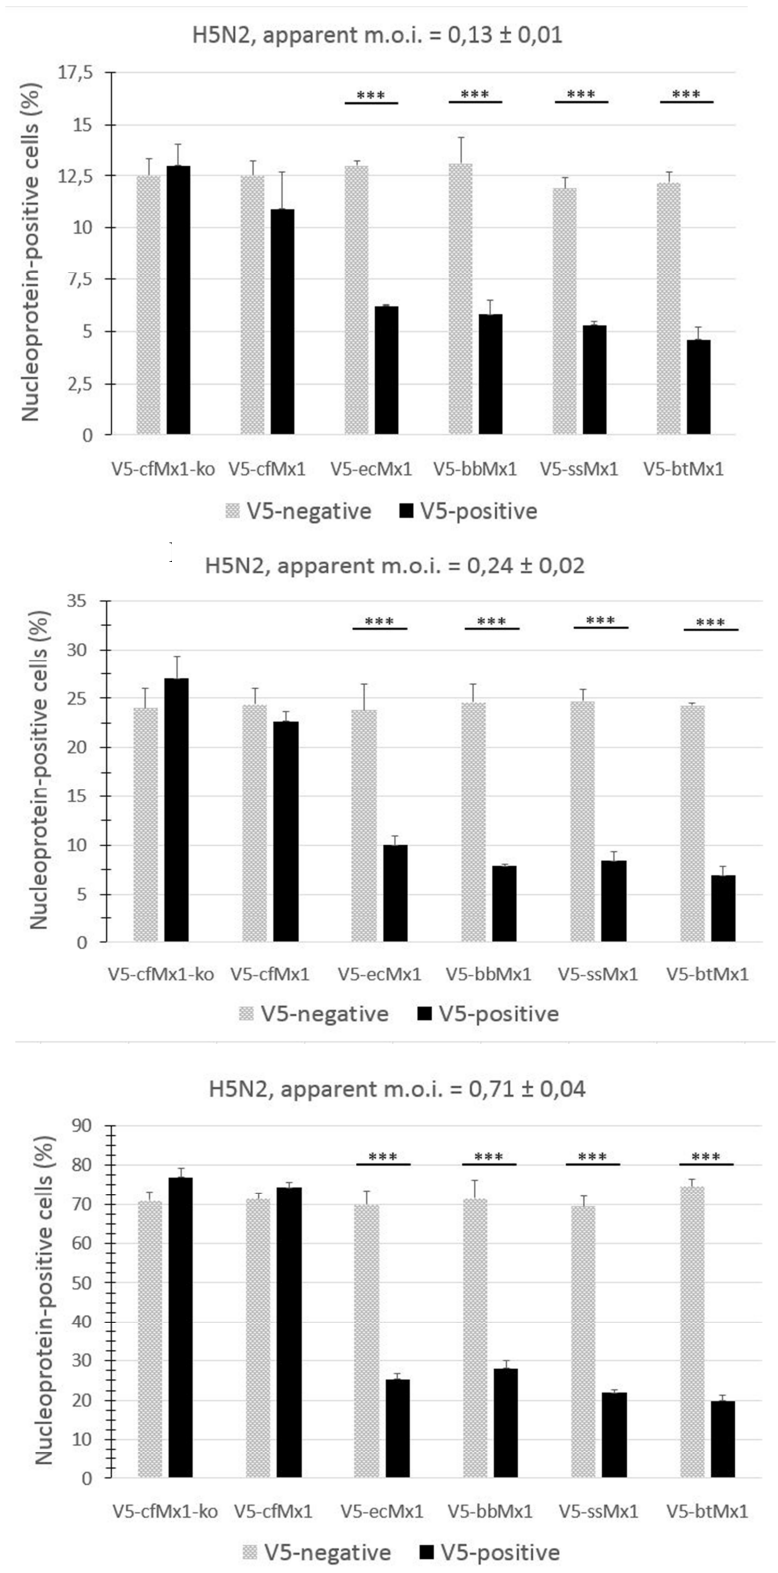 H5N2, apparent m.o.i. = 0,13 ± 0,01
Nucleoprotein-positive cells (%)
17,5
15
12,5
10
7,5
5
2,5
0
*** *** *** ***
V5-cfMx1-ko V5-cfMx1 V5-ecMx1 V5-bbMx1 V5-ssMx1 V5-btMx1
V5-negative V5-positive
H5N2, apparent m.o.i. = 0,24 ± 0,02
Nucleoprotein-positive cells (%)
35
30
25
20
15
10
5
0
*** *** *** ***
V5-cfMx1-ko V5-cfMx1 V5-ecMx1 V5-bbMx1 V5-ssMx1 V5-btMx1
V5-negative V5-positive
H5N2, apparent m.o.i. = 0,71 ± 0,04
Nucleoprotein-positive cells (%)
90
80
70
60
50
40
30
20
10
0
*** *** *** ***
V5-cfMx1-ko V5-cfMx1 V5-ecMx1 V5-bbMx1 V5-ssMx1 V5-btMx1
V5-negative V5-positive